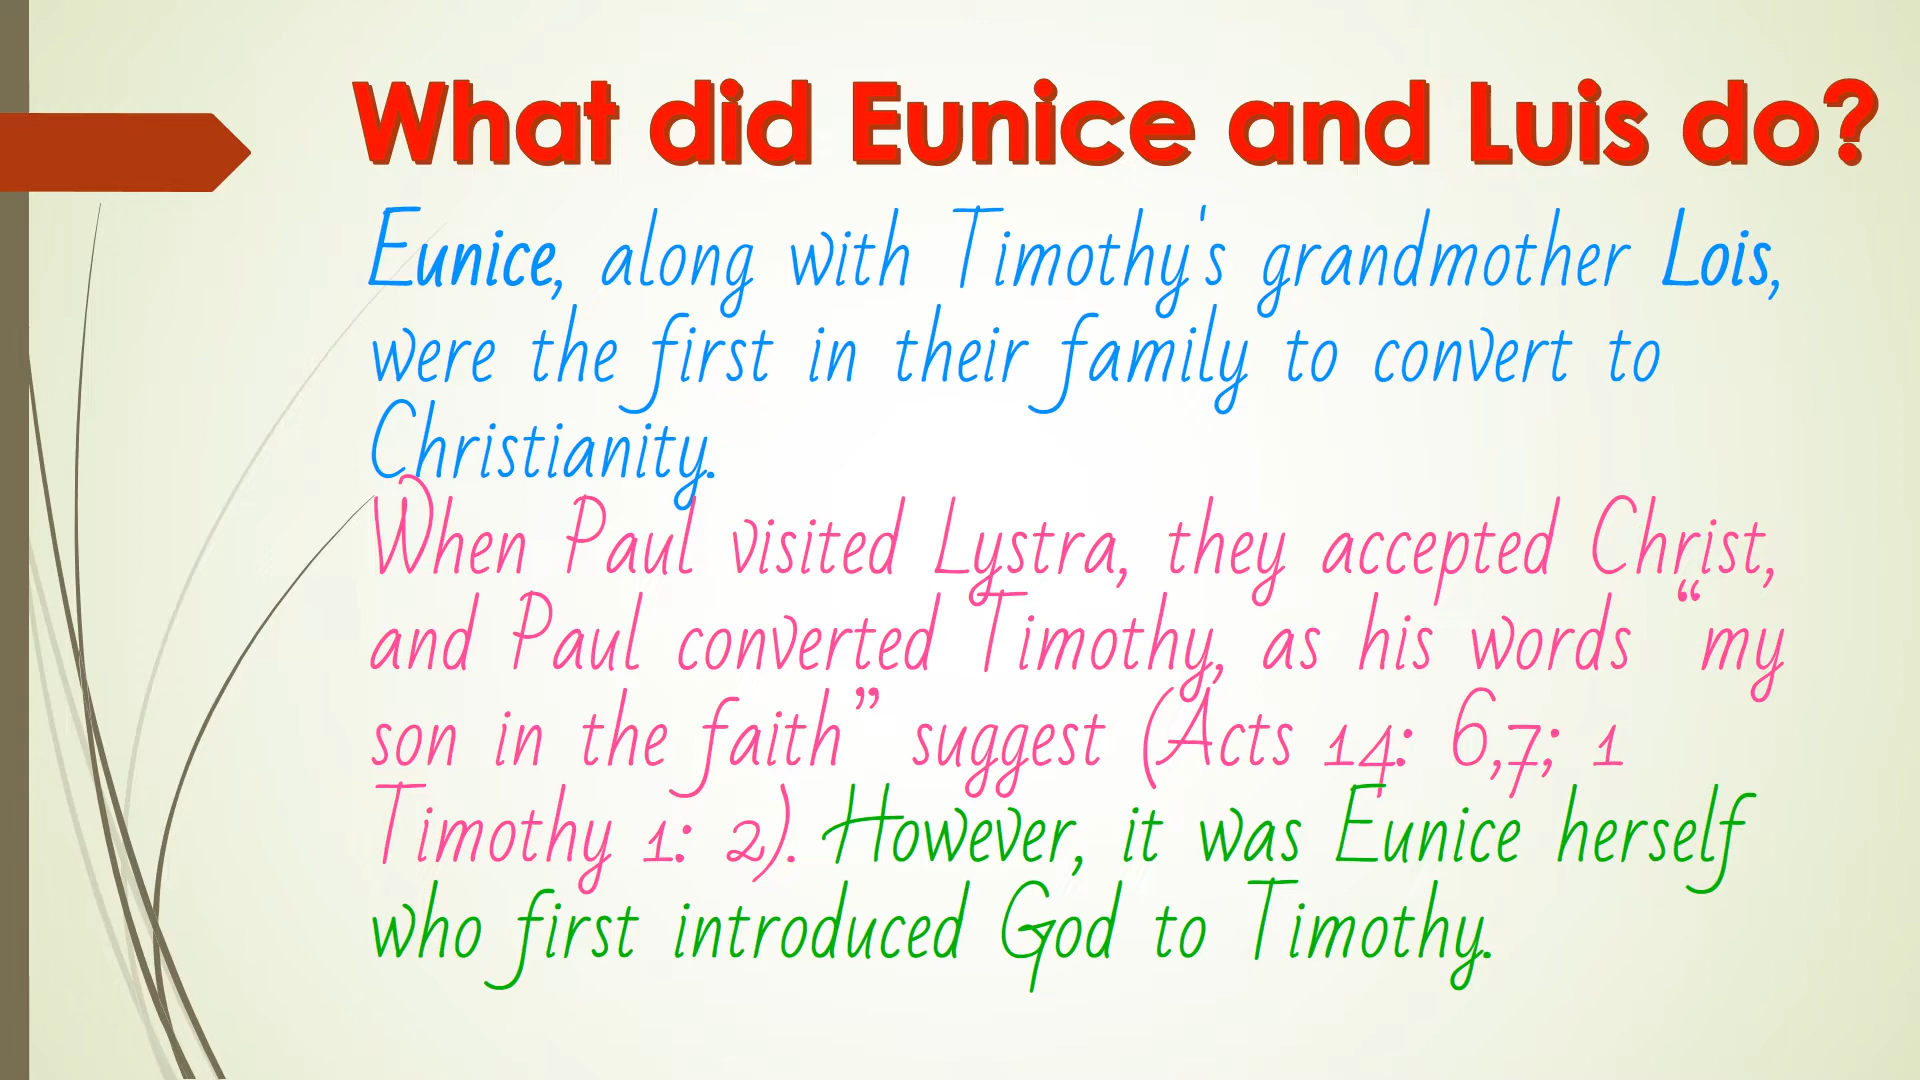 What did Eunice and Luis do?
Eunice, along with Timothy's grandmother Lois,
were the first in their family to convert to
Christianity.
When Paul visited Lystra, they accepted Christ,
and Paul converted Timothy, as his words “my
son in the faith” suggest (Acts 14: 6,7; 1
Timothy 1: 2). However, it was Eunice herself
who first introduced God to Timothy.